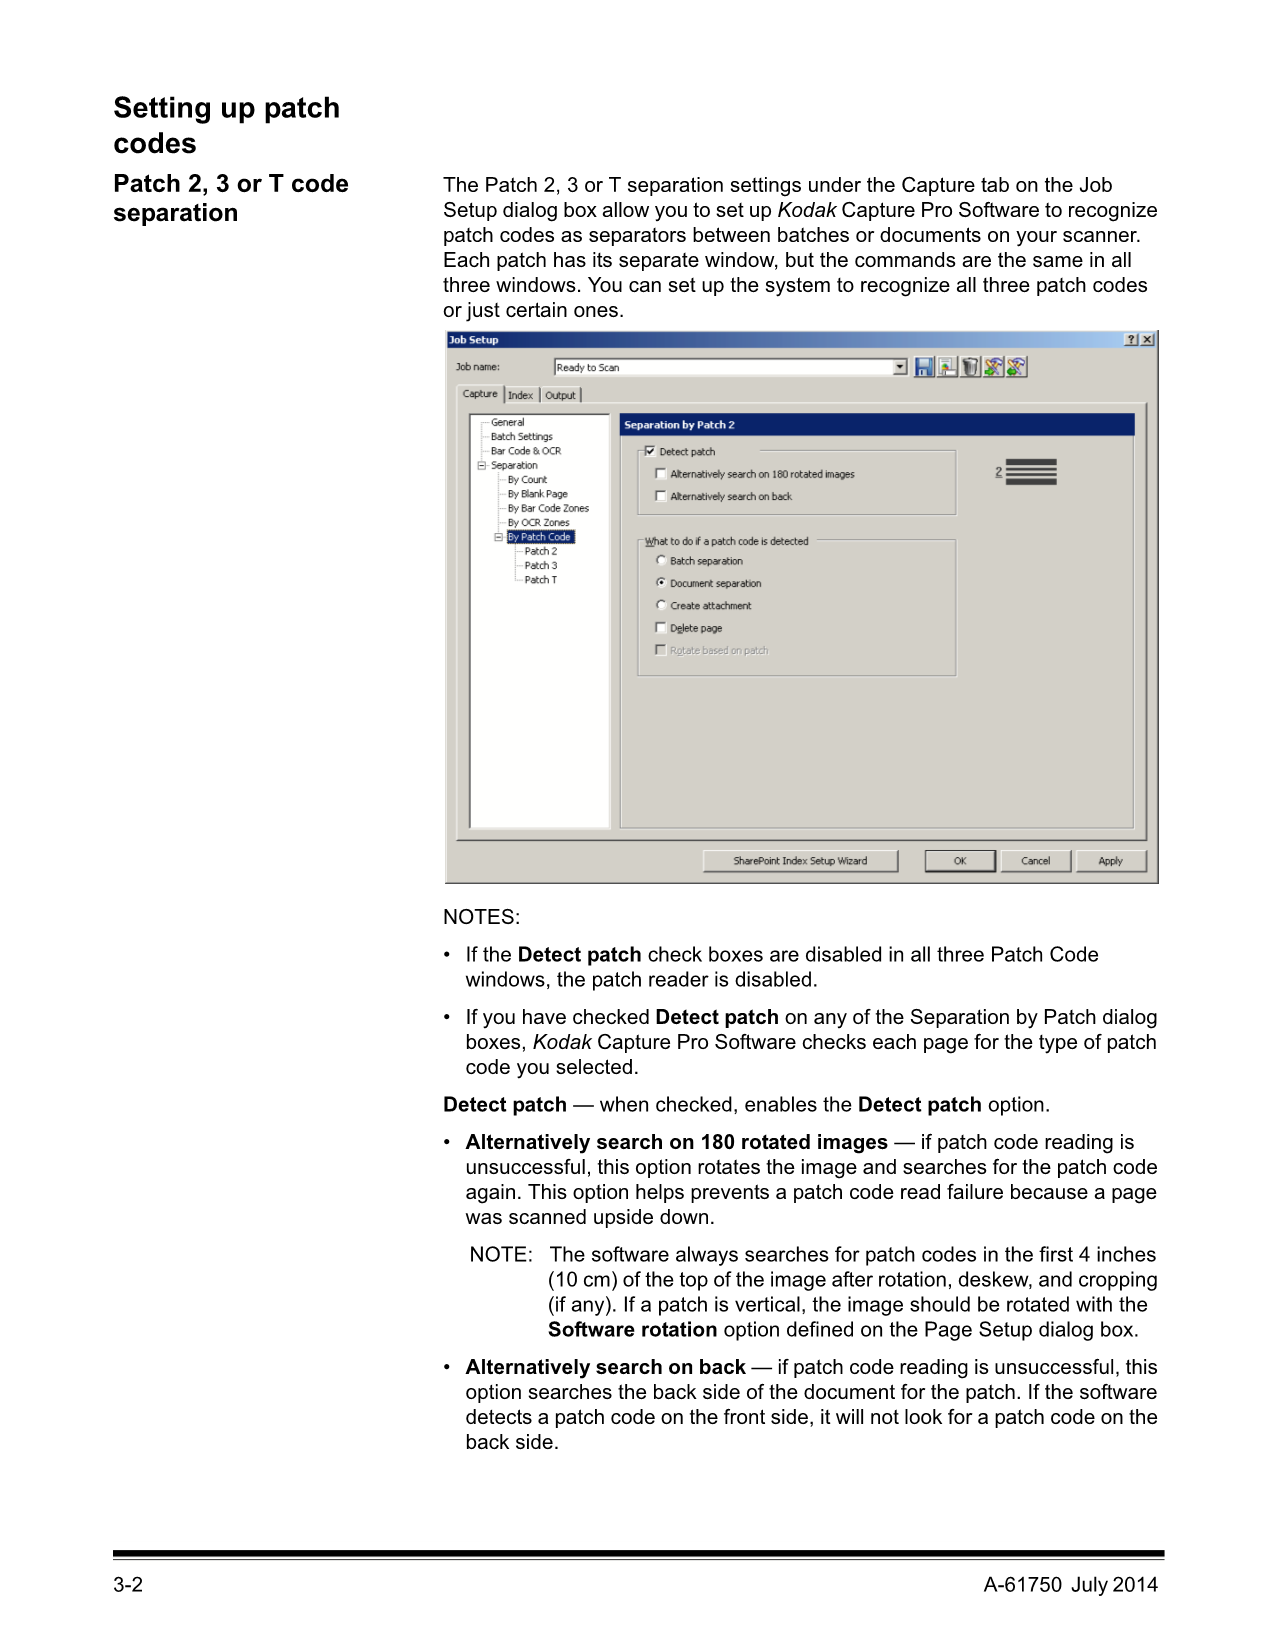 Setting up patch
codes
Patch 2, 3 or T code
separation
The Patch 2, 3 or T separation settings under the Capture tab on the Job
Setup dialog box allow you to set up Kodak Capture Pro Software to recognize
patch codes as separators between batches or documents on your scanner.
Each patch has its separate window, but the commands are the same in all
three windows. You can set up the system to recognize all three patch codes
or just certain ones.
Job Setup
Job name: Ready to Scan
Capture Index Output
General
Batch Settings
Bar Code & OCR
Separation
By Count
By Blank Page
By Bar Code Zones
By OCR Zones
By Patch Code
Patch 2
Patch 3
Patch T
Separation by Patch 2
Detect patch
Alternatively search on 180 rotated images
Alternatively search on back
2
What to do if a patch code is detected
Batch separation
Document separation
Create attachment
Delete page
Rotate based on patch
SharePoint Index Setup Wizard OK Cancel Apply
NOTES:
• If the Detect patch check boxes are disabled in all three Patch Code
windows, the patch reader is disabled.
• If you have checked Detect patch on any of the Separation by Patch dialog
boxes, Kodak Capture Pro Software checks each page for the type of patch
code you selected.
Detect patch — when checked, enables the Detect patch option.
• Alternatively search on 180 rotated images — if patch code reading is
unsuccessful, this option rotates the image and searches for the patch code
again. This option helps prevents a patch code read failure because a page
was scanned upside down.
NOTE: The software always searches for patch codes in the first 4 inches
(10 cm) of the top of the image after rotation, deskew, and cropping
(if any). If a patch is vertical, the image should be rotated with the
Software rotation option defined on the Page Setup dialog box.
• Alternatively search on back — if patch code reading is unsuccessful, this
option searches the back side of the document for the patch. If the software
detects a patch code on the front side, it will not look for a patch code on the
back side.
3-2 A-61750 July 2014